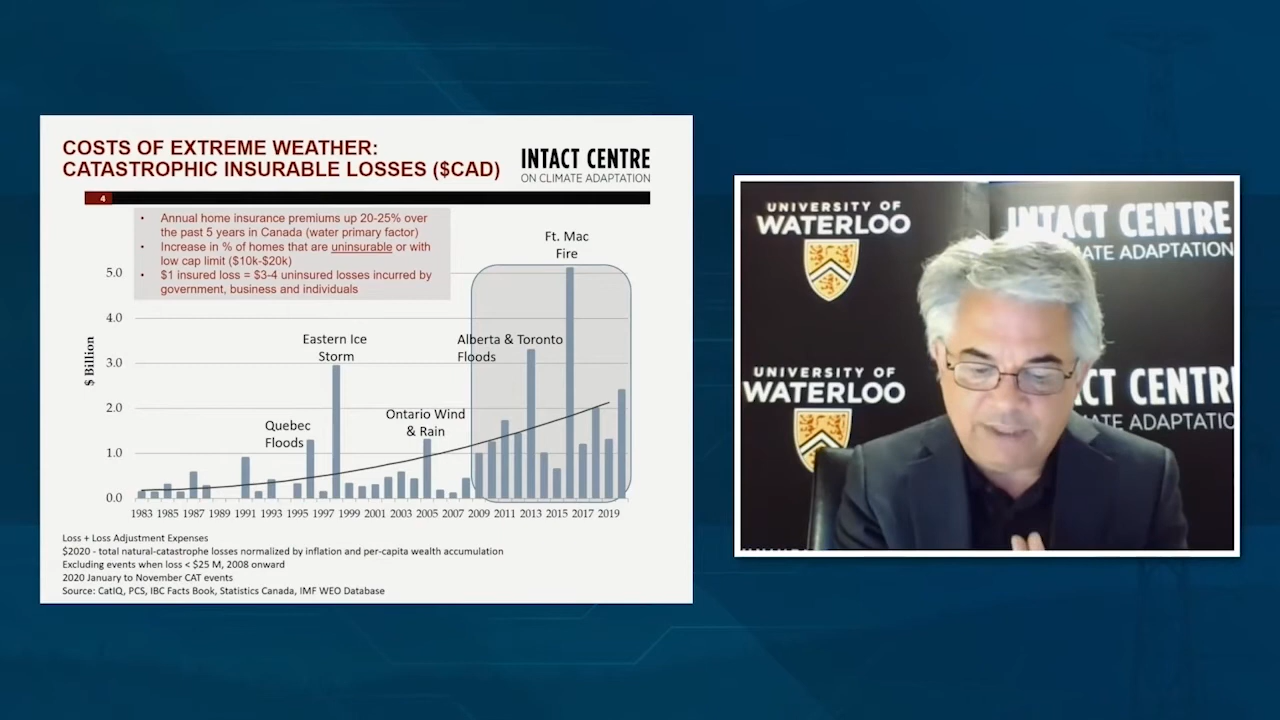 COSTS OF EXTREME WEATHER:
CATASTROPHIC INSURABLE LOSSES ($CAD)
INTACT CENTRE
ON CLIMATE ADAPTATION
4
• Annual home insurance premiums up 20-25% over
the past 5 years in Canada (water primary factor)
• Increase in % of homes that are uninsurable or with
low cap limit ($10k-$20k)
• $1 insured loss = $3-4 uninsured losses incurred by
government, business and individuals
Ft. Mac
Fire
Eastern Ice
Storm
Alberta & Toronto
Floods
Ontario Wind
& Rain
Quebec
Floods
$ Billion
5.0
4.0
3.0
2.0
1.0
0.0
1983 1985 1987 1989 1991 1993 1995 1997 1999 2001 2003 2005 2007 2009 2011 2013 2015 2017 2019
Loss + Loss Adjustment Expenses
$2020 - total natural-catastrophe losses normalized by inflation and per-capita wealth accumulation
Excluding events when loss < $25 M, 2008 onward
2020 January to November CAT events
Source: CatIQ, PCS, IBC Facts Book, Statistics Canada, IMF WEO Database
UNIVERSITY OF
WATERLOO
INTACT CENTRE
ATE ADAPTATION
UNIVERSITY OF
WATERLOO
CT CENTR
TE ADAPTATION